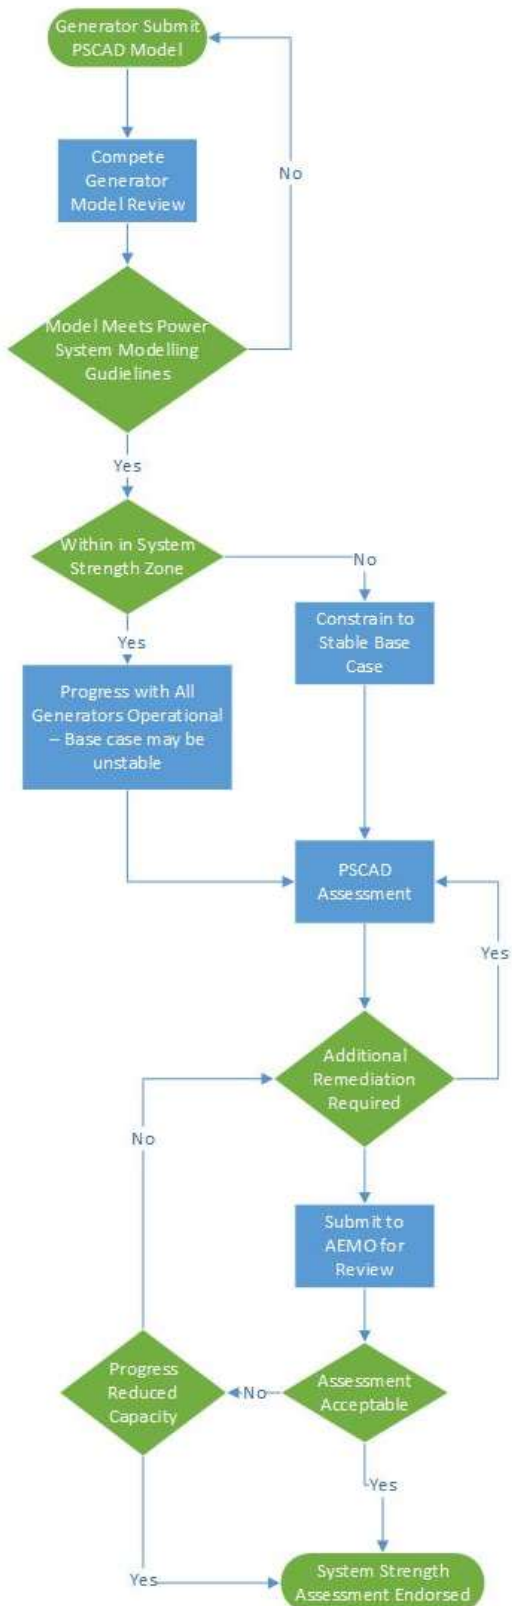 Generator Submit
PSCAD Model
No
Compete
Generator
Model Review
Model Meets Power
System Modelling
Gudielines
Yes
Within in System
Strength Zone
No
Yes
Constrain to
Stable Base
Case
Progress with All
Generators Operational
– Base case may be
unstable
PSCAD
Assessment
Yes
Additional
Remediation
Required
No
Submit to
AEMO for
Review
Progress
Reduced
Capacity
No
Assessment
Acceptable
Yes
Yes
System Strength
Assessment Endorsed